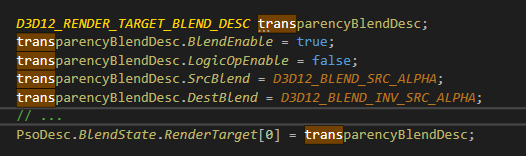 D3D12_RENDER_TARGET_BLEND_DESC transparencyBlendDesc;
transparencyBlendDesc.BlendEnable = true;
transparencyBlendDesc.LogicOpEnable = false;
transparencyBlendDesc.SrcBlend = D3D12_BLEND_SRC_ALPHA;
transparencyBlendDesc.DestBlend = D3D12_BLEND_INV_SRC_ALPHA;
// ...
PsoDesc.BlendState.RenderTarget[0] = transparencyBlendDesc;